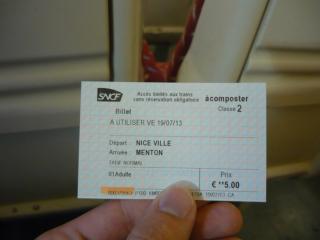 SNCF
Accès limités aux trains
sans réservation obligatoire
àcomposter
Classe 2
Billet
A UTILISER VE 19/07/13
Départ : NICE VILLE
Arrivée : MENTON
TARIF NORMAL
01Adulte
Prix
€ **5.00